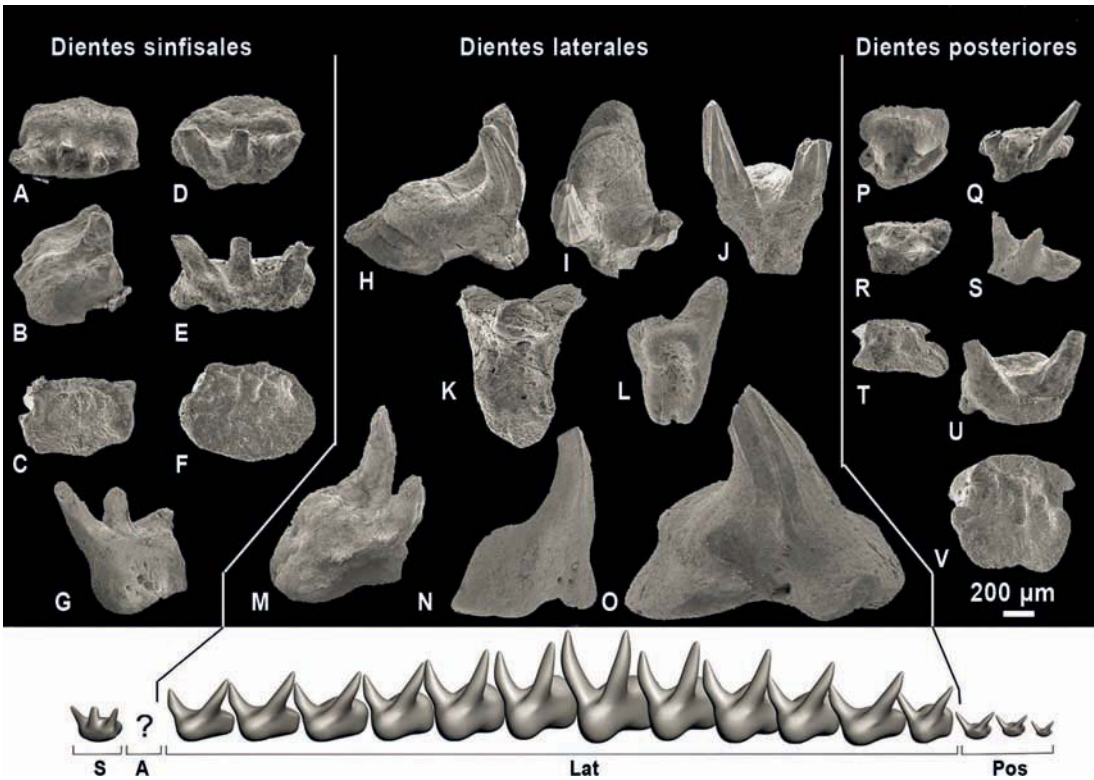 Dientes sinfisales
Dientes laterales
Dientes posteriores
A
D
B
E
C
F
G
H
I
J
K
L
M
N
O
P
Q
R
S
T
U
V
200 µm
?
S
A
Lat
Pos